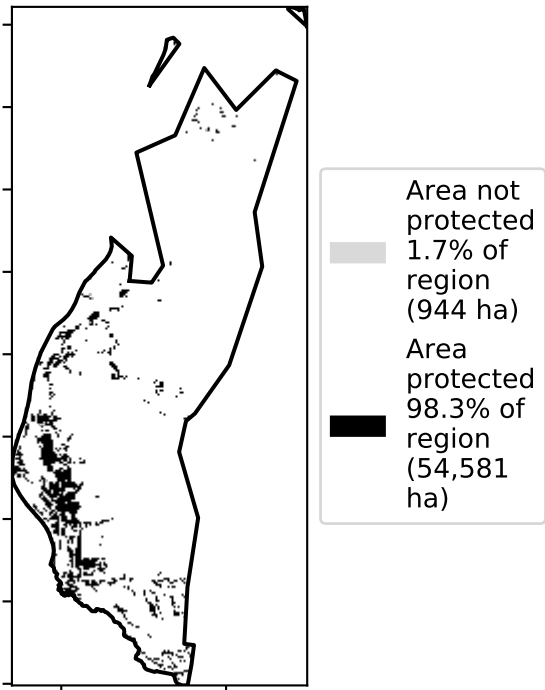 Area not
protected
1.7% of
region
(944 ha)
Area
protected
98.3% of
region
(54,581
ha)